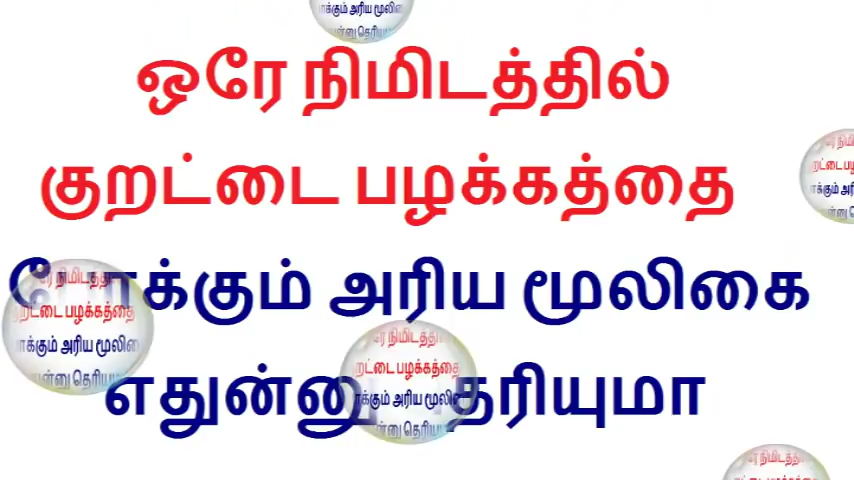 ஒரே நிமிடத்தில்
குறட்டை பழக்கத்தை
போக்கும் அரிய மூலிகை
எதுன்னு தெரியுமா